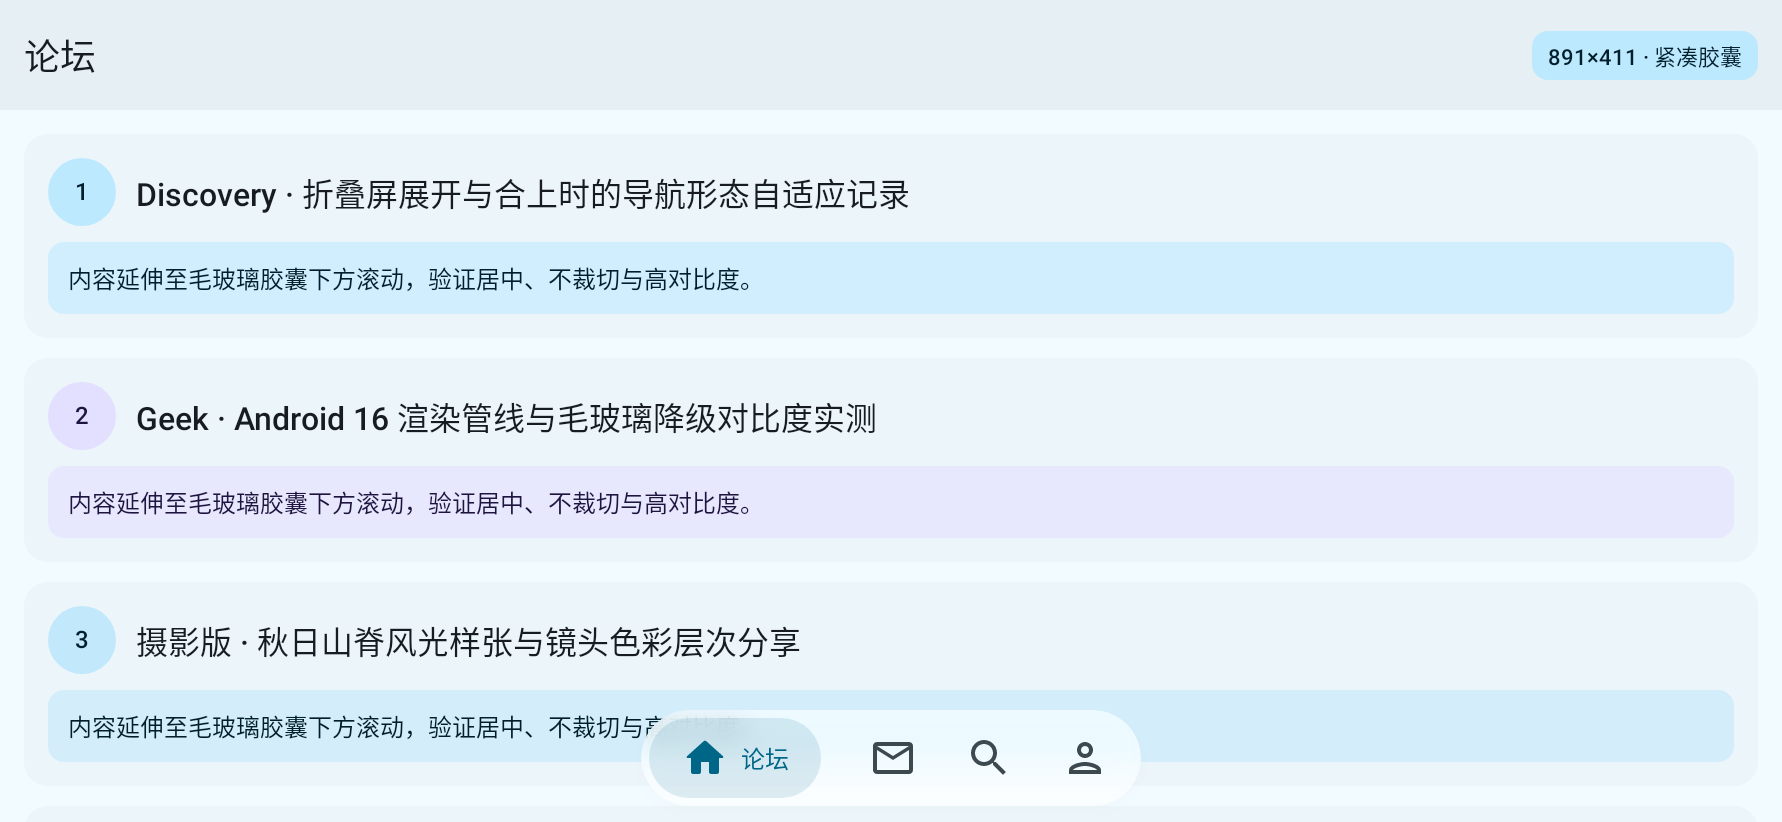 论坛
891×411 · 紧凑胶囊
1
Discovery · 折叠屏展开与合上时的导航形态自适应记录
内容延伸至毛玻璃胶囊下方滚动，验证居中、不裁切与高对比度。
2
Geek · Android 16 渲染管线与毛玻璃降级对比度实测
内容延伸至毛玻璃胶囊下方滚动，验证居中、不裁切与高对比度。
3
摄影版 · 秋日山脊风光样张与镜头色彩层次分享
内容延伸至毛玻璃胶囊下方滚动，验证居中、不裁切与高
论坛